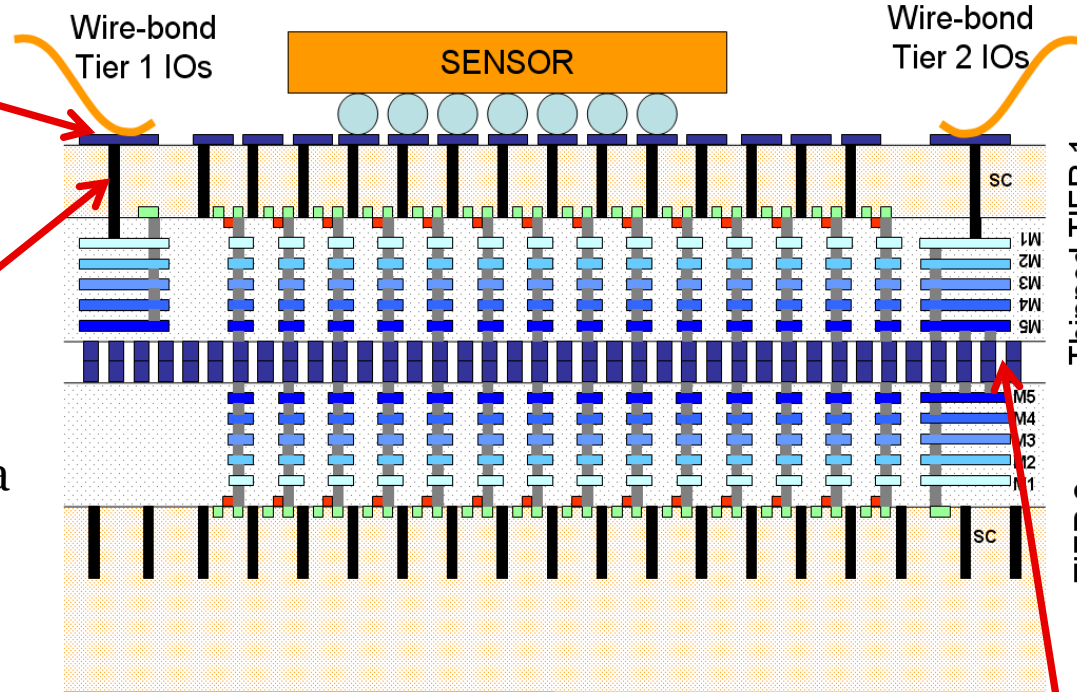 Wire-bond
Tier 1 IOs
SENSOR
Wire-bond
Tier 2 IOs
SC
M1
M2
M3
M4
M5
M5
M4
M3
M2
M1
a
SC